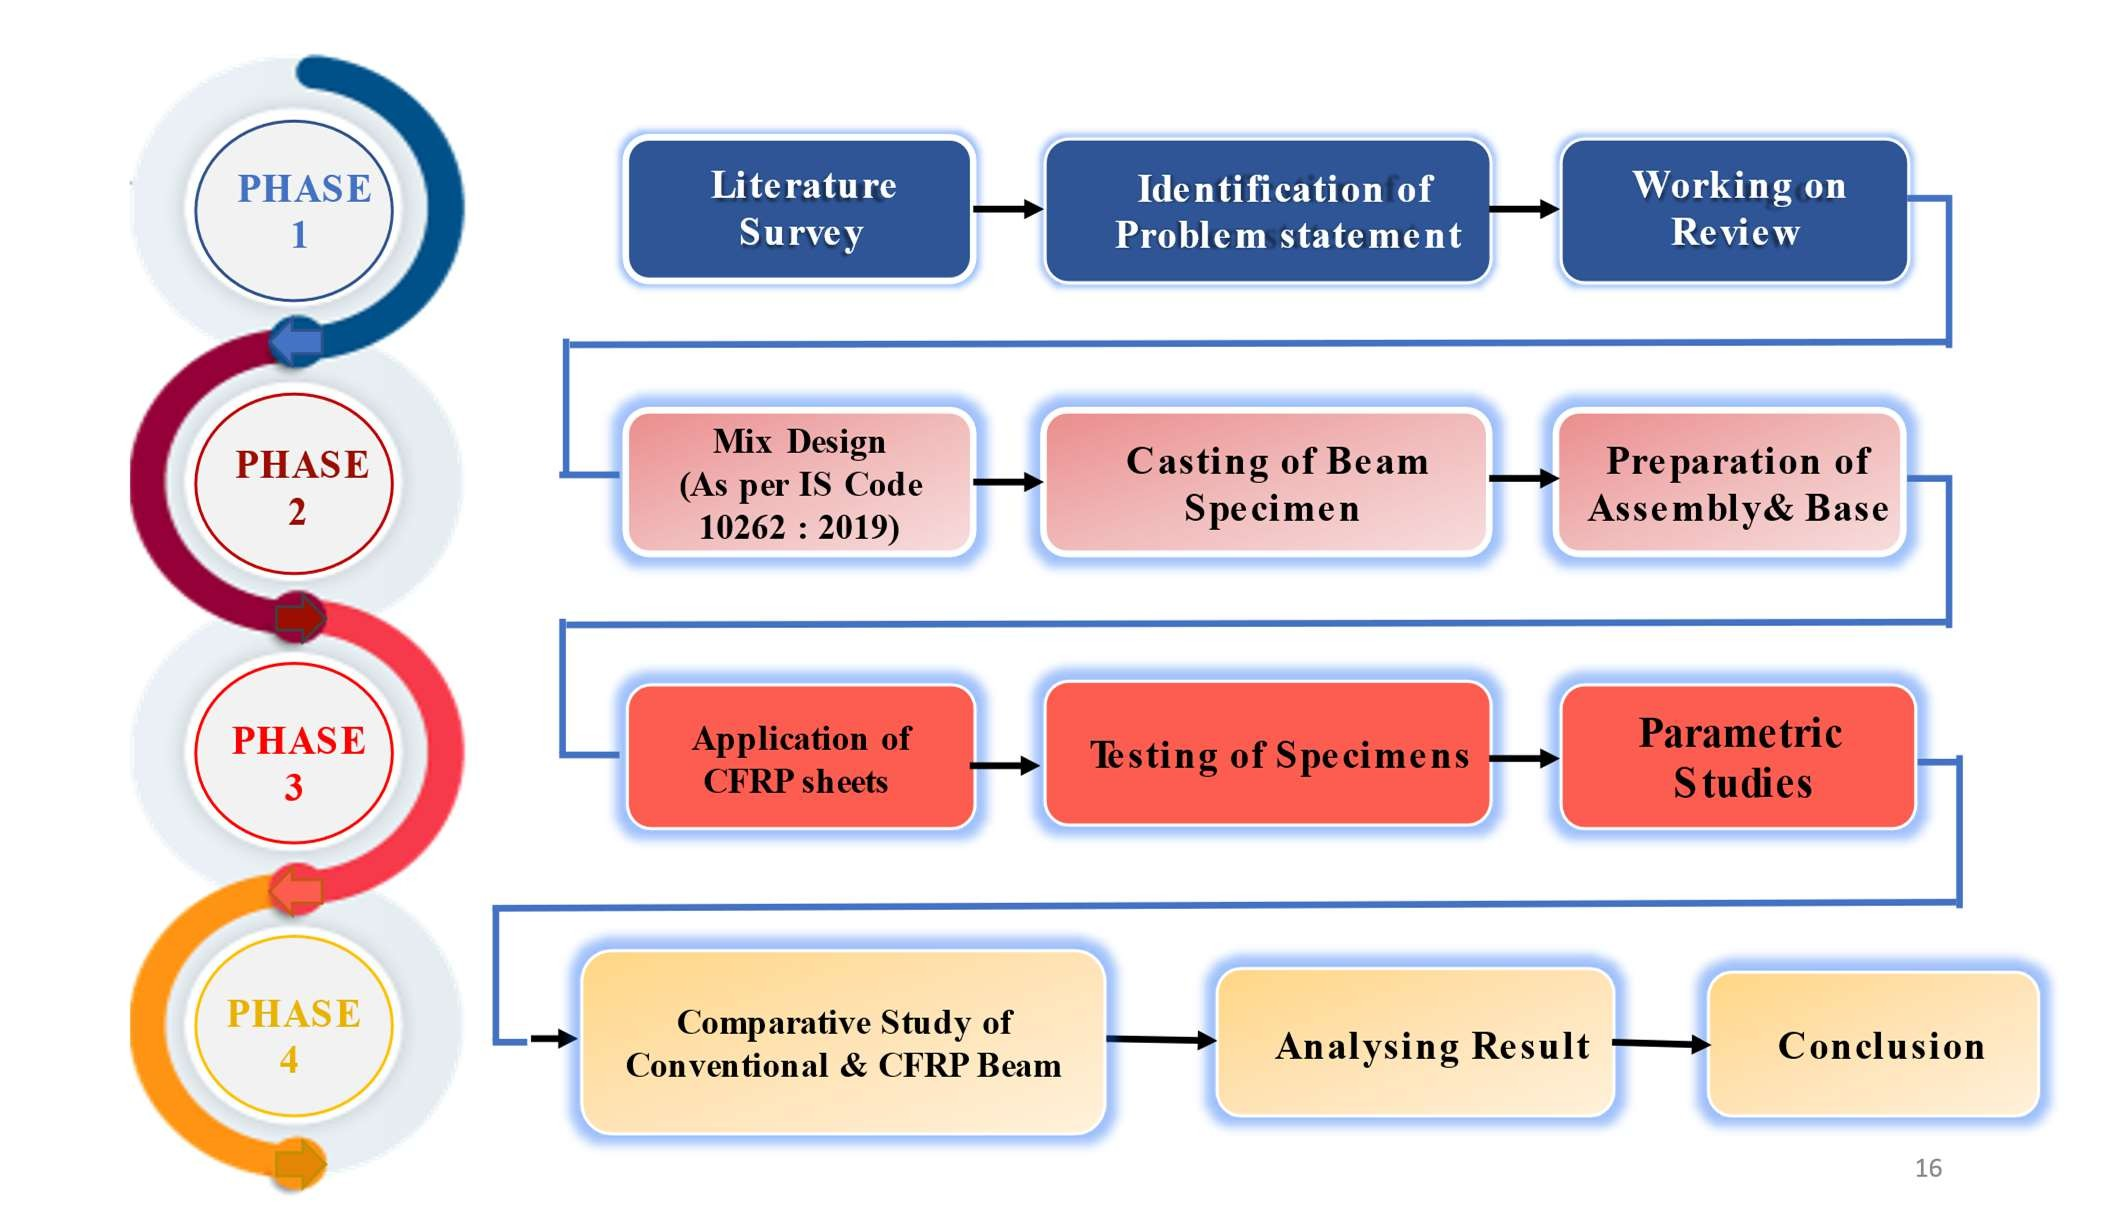 PHASE
1
Literature
Survey
Identification of
Problem statement
Working on
Review
PHASE
2
Mix Design
(As per IS Code
10262 : 2019)
Casting of Beam
Specimen
Preparation of
Assembly& Base
PHASE
3
Application of
CFRP sheets
Testing of Specimens
Parametric
Studies
PHASE
4
Comparative Study of
Conventional & CFRP Beam
Analysing Result
Conclusion
16